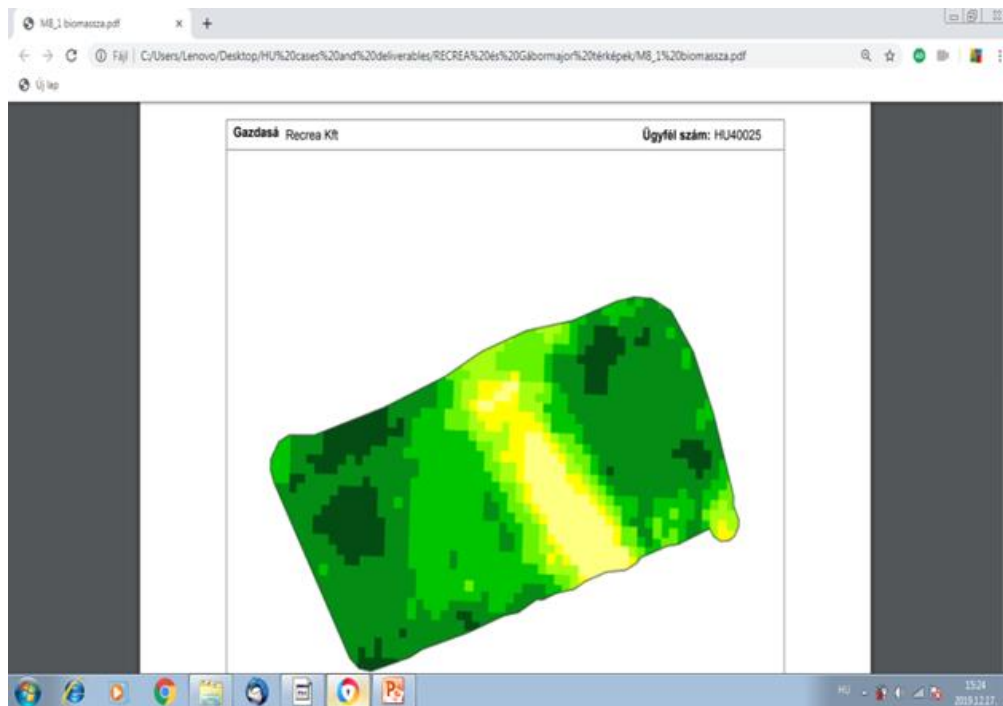 M8_1 biomassza.pdf
Fájl C:/Users/Lenovo/Desktop/HU%20cases%20and%20deliverables/RECREA%20és%20Gábormajor%20térképek/M8_1%20biomassza.pdf
Új lap
Gazdasá Recrea Kft Ügyfél szám: HU40025
HU 15:24
2019.12.17.